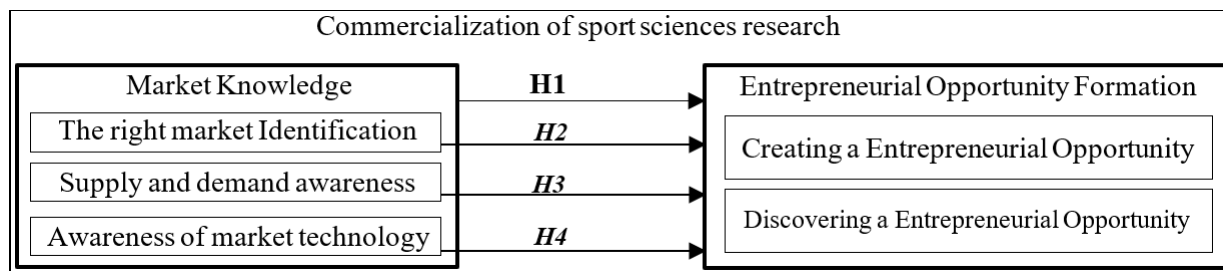 Commercialization of sport sciences research
Market Knowledge
The right market Identification
Supply and demand awareness
Awareness of market technology
H1
H2
H3
H4
Entrepreneurial Opportunity Formation
Creating a Entrepreneurial Opportunity
Discovering a Entrepreneurial Opportunity